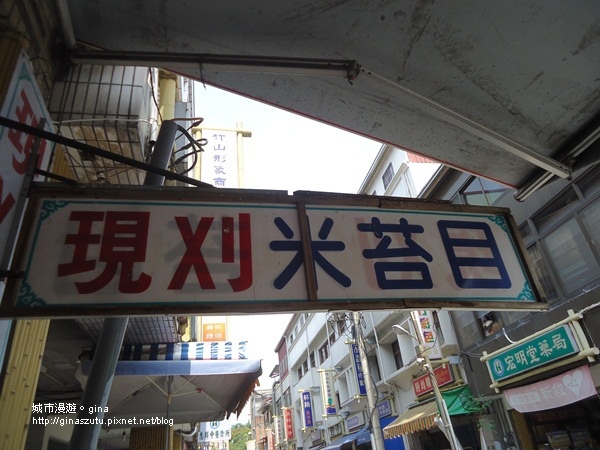 竹山形象商
現刈米苔目
宏明堂藥局
城市漫遊。gina
http://ginaszutu.pixnet.net/blog